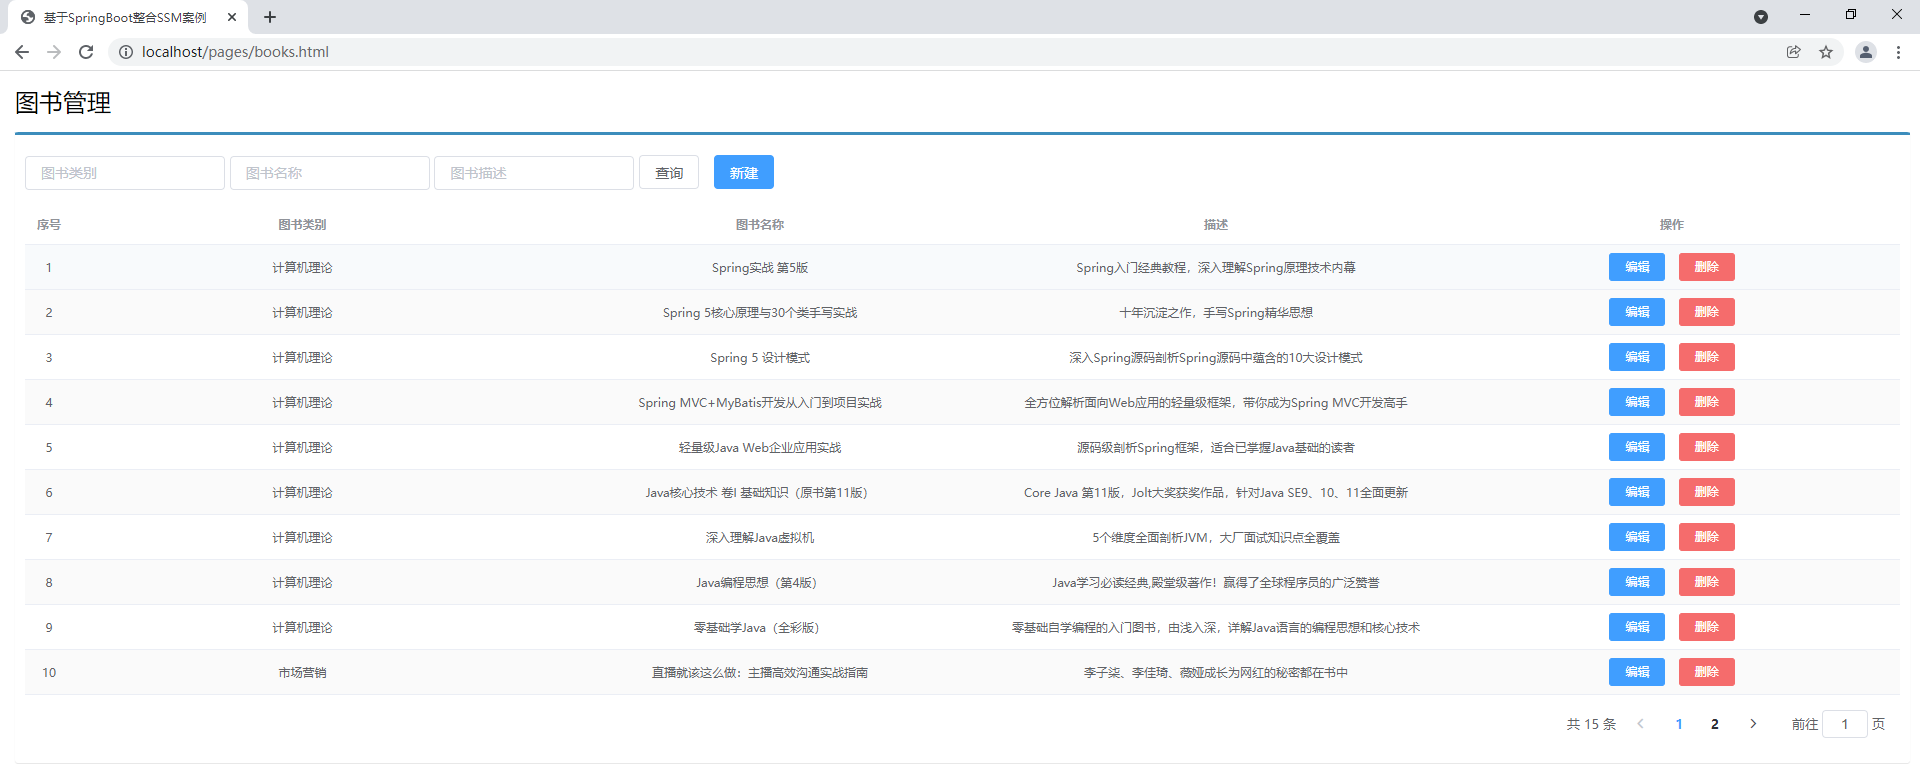 基于SpringBoot整合SSM案例
localhost/pages/books.html
图书管理
图书类别 图书名称 图书描述 查询 新建
序号 图书类别 图书名称 描述 操作
1 计算机理论 Spring实战 第5版 Spring入门经典教程，深入理解Spring原理技术内幕 编辑 删除
2 计算机理论 Spring 5核心原理与30个类手写实战 十年沉淀之作，手写Spring精华思想 编辑 删除
3 计算机理论 Spring 5 设计模式 深入Spring源码剖析Spring源码中蕴含的10大设计模式 编辑 删除
4 计算机理论 Spring MVC+MyBatis开发从入门到项目实战 全方位解析面向Web应用的轻量级框架，带你成为Spring MVC开发高手 编辑 删除
5 计算机理论 轻量级Java Web企业应用实战 源码级剖析Spring框架，适合已掌握Java基础的读者 编辑 删除
6 计算机理论 Java核心技术 卷I 基础知识（原书第11版） Core Java 第11版，Jolt大奖获奖作品，针对Java SE9、10、11全面更新 编辑 删除
7 计算机理论 深入理解Java虚拟机 5个维度全面剖析JVM，大厂面试知识点全覆盖 编辑 删除
8 计算机理论 Java编程思想（第4版） Java学习必读经典,殿堂级著作！赢得了全球程序员的广泛赞誉 编辑 删除
9 计算机理论 零基础学Java（全彩版） 零基础自学编程的入门图书，由浅入深，详解Java语言的编程思想和核心技术 编辑 删除
10 市场营销 直播就该这么做：主播高效沟通实战指南 李子柒、李佳琦、薇娅成长为网红的秘密都在书中 编辑 删除
共 15 条 1 2 前往 1 页